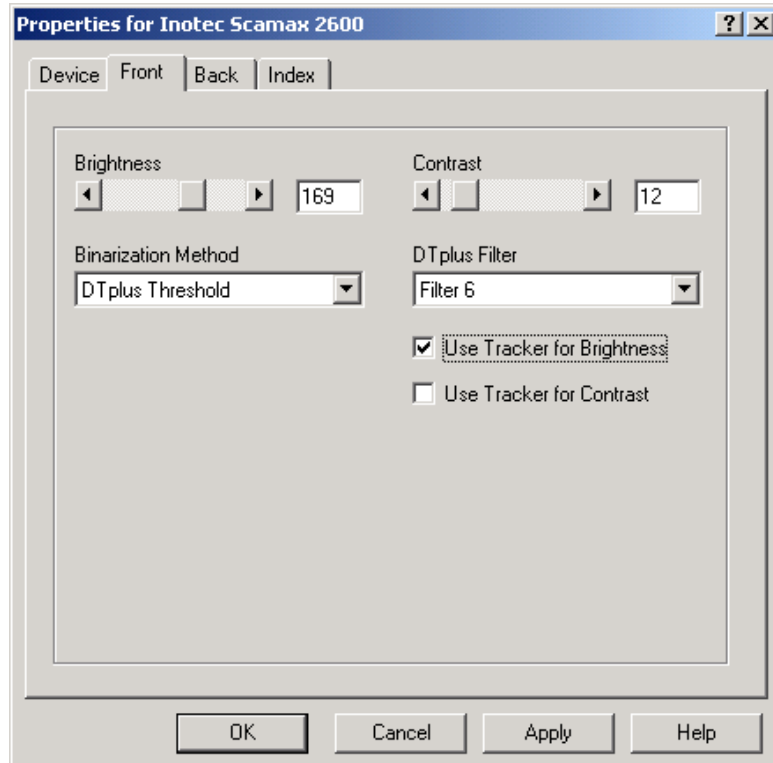 Properties for Inotec Scamax 2600
Device Front Back Index
Brightness Contrast
169 12
Binarization Method DTplus Filter
DTplus Threshold Filter 6
Use Tracker for Brightness
Use Tracker for Contrast
OK Cancel Apply Help